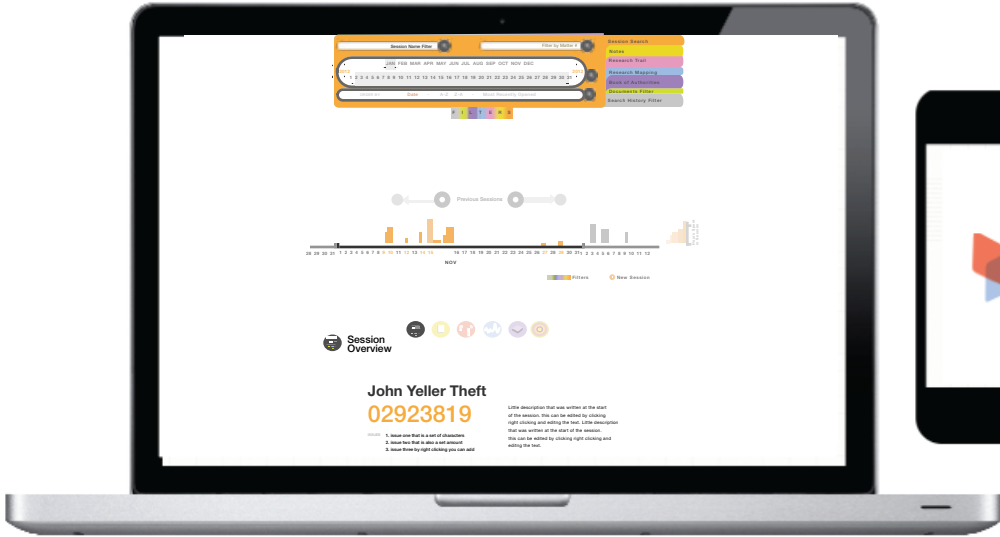 Session Name Filter
Filter by Matter #
Session Search
Notes
Research Trail
Research Mapping
Book of Authorities
Documents Filter
Search History Filter
JAN FEB MAR APR MAY JUN JUL AUG SEP OCT NOV DEC
2012
2013
1 2 3 4 5 6 7 8 9 10 11 12 13 14 15 16 17 18 19 20 21 22 23 24 25 26 27 28 29 30 31
Date
A-Z
Z-A
Most Recently Opened
F I L T E R S
Previous Sessions
28 29 30 31 1 2 3 4 5 6 7 8 9 10 11 12 13 14 15 16 17 18 19 20 21 22 23 24 25 26 27 28 29 30 31 1 2 3 4 5 6 7 8 9 10 11 12
NOV
Filters
New Session
Session
Overview
John Yeller Theft
02923819
ISSUES
1. issue one that is a set of characters
2. issue two that is also a set amount
3. issue three by right clicking you can add
Little description that was written at the start
of the session. this can be edited by clicking
right clicking and editng the text. Little description
that was written at the start of the session.
this can be edited by clicking right clicking and
editng the text.